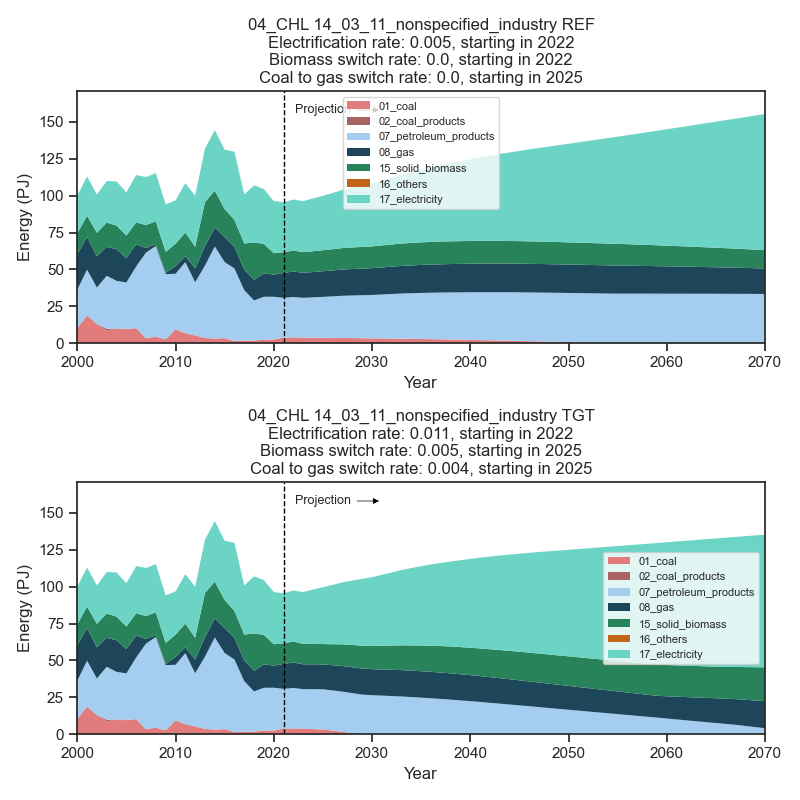 04_CHL 14_03_11_nonspecified_industry REF
Electrification rate: 0.005, starting in 2022
Biomass switch rate: 0.0, starting in 2022
Coal to gas switch rate: 0.0, starting in 2025
Energy (PJ)
150
125
100
75
50
25
0
01_coal
02_coal_products
07_petroleum_products
08_gas
15_solid_biomass
16_others
17_electricity
2000 2010 2020 2030 2040 2050 2060 2070
Year
04_CHL 14_03_11_nonspecified_industry TGT
Electrification rate: 0.011, starting in 2022
Biomass switch rate: 0.005, starting in 2025
Coal to gas switch rate: 0.004, starting in 2025
Energy (PJ)
150
125
100
75
50
25
0
Projection
01_coal
02_coal_products
07_petroleum_products
08_gas
15_solid_biomass
16_others
17_electricity
2000 2010 2020 2030 2040 2050 2060 2070
Year